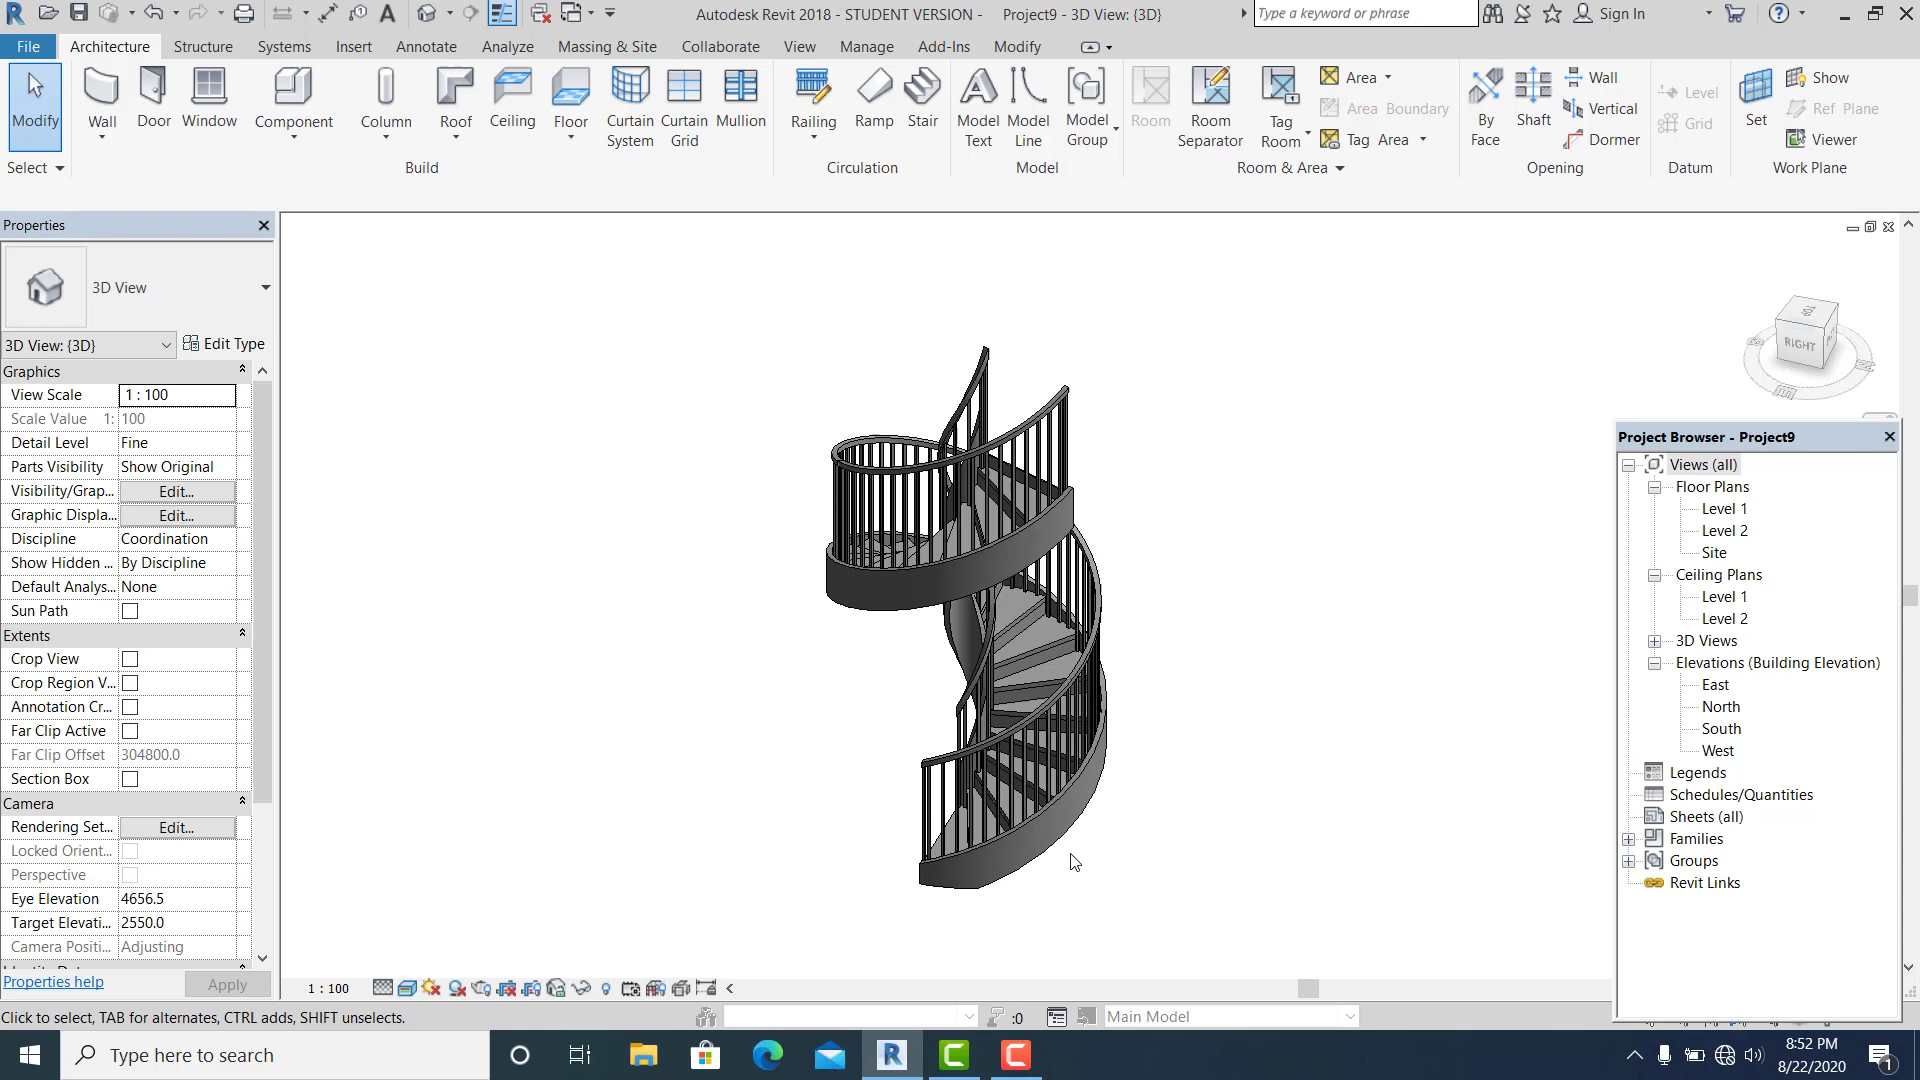 Autodesk Revit 2018 - STUDENT VERSION -    Project9 - 3D View: {3D}
Type a keyword or phrase
Sign In
File Architecture Structure Systems Insert Annotate Analyze Massing & Site Collaborate View Manage Add-Ins Modify
Modify
Select
Wall
Door
Window
Component
Column
Roof
Ceiling
Floor
Curtain System
Curtain Grid
Mullion
Build
Railing
Ramp
Stair
Circulation
Model Text
Model Line
Model Group
Model
Room
Room Separator
Tag Room
Area
Area Boundary
Tag Area
Room & Area
By Face
Shaft
Wall
Vertical
Dormer
Opening
Level
Grid
Datum
Set
Show
Ref Plane
Viewer
Work Plane
Properties
3D View
3D View: {3D}
Edit Type
Graphics
View Scale 1 : 100
Scale Value 1: 100
Detail Level Fine
Parts Visibility Show Original
Visibility/Grap... Edit...
Graphic Displa... Edit...
Discipline Coordination
Show Hidden ... By Discipline
Default Analys... None
Sun Path
Extents
Crop View
Crop Region V...
Annotation Cr...
Far Clip Active
Far Clip Offset 304800.0
Section Box
Camera
Rendering Set... Edit...
Locked Orient...
Perspective
Eye Elevation 4656.5
Target Elevati... 2550.0
Camera Positi... Adjusting
Properties help
Apply
RIGHT
Project Browser - Project9
Views (all)
Floor Plans
Level 1
Level 2
Site
Ceiling Plans
Level 1
Level 2
3D Views
Elevations (Building Elevation)
East
North
South
West
Legends
Schedules/Quantities
Sheets (all)
Families
Groups
Revit Links
1 : 100
Click to select, TAB for alternates, CTRL adds, SHIFT unselects.
:0
Main Model
Type here to search
8:52 PM
8/22/2020
1